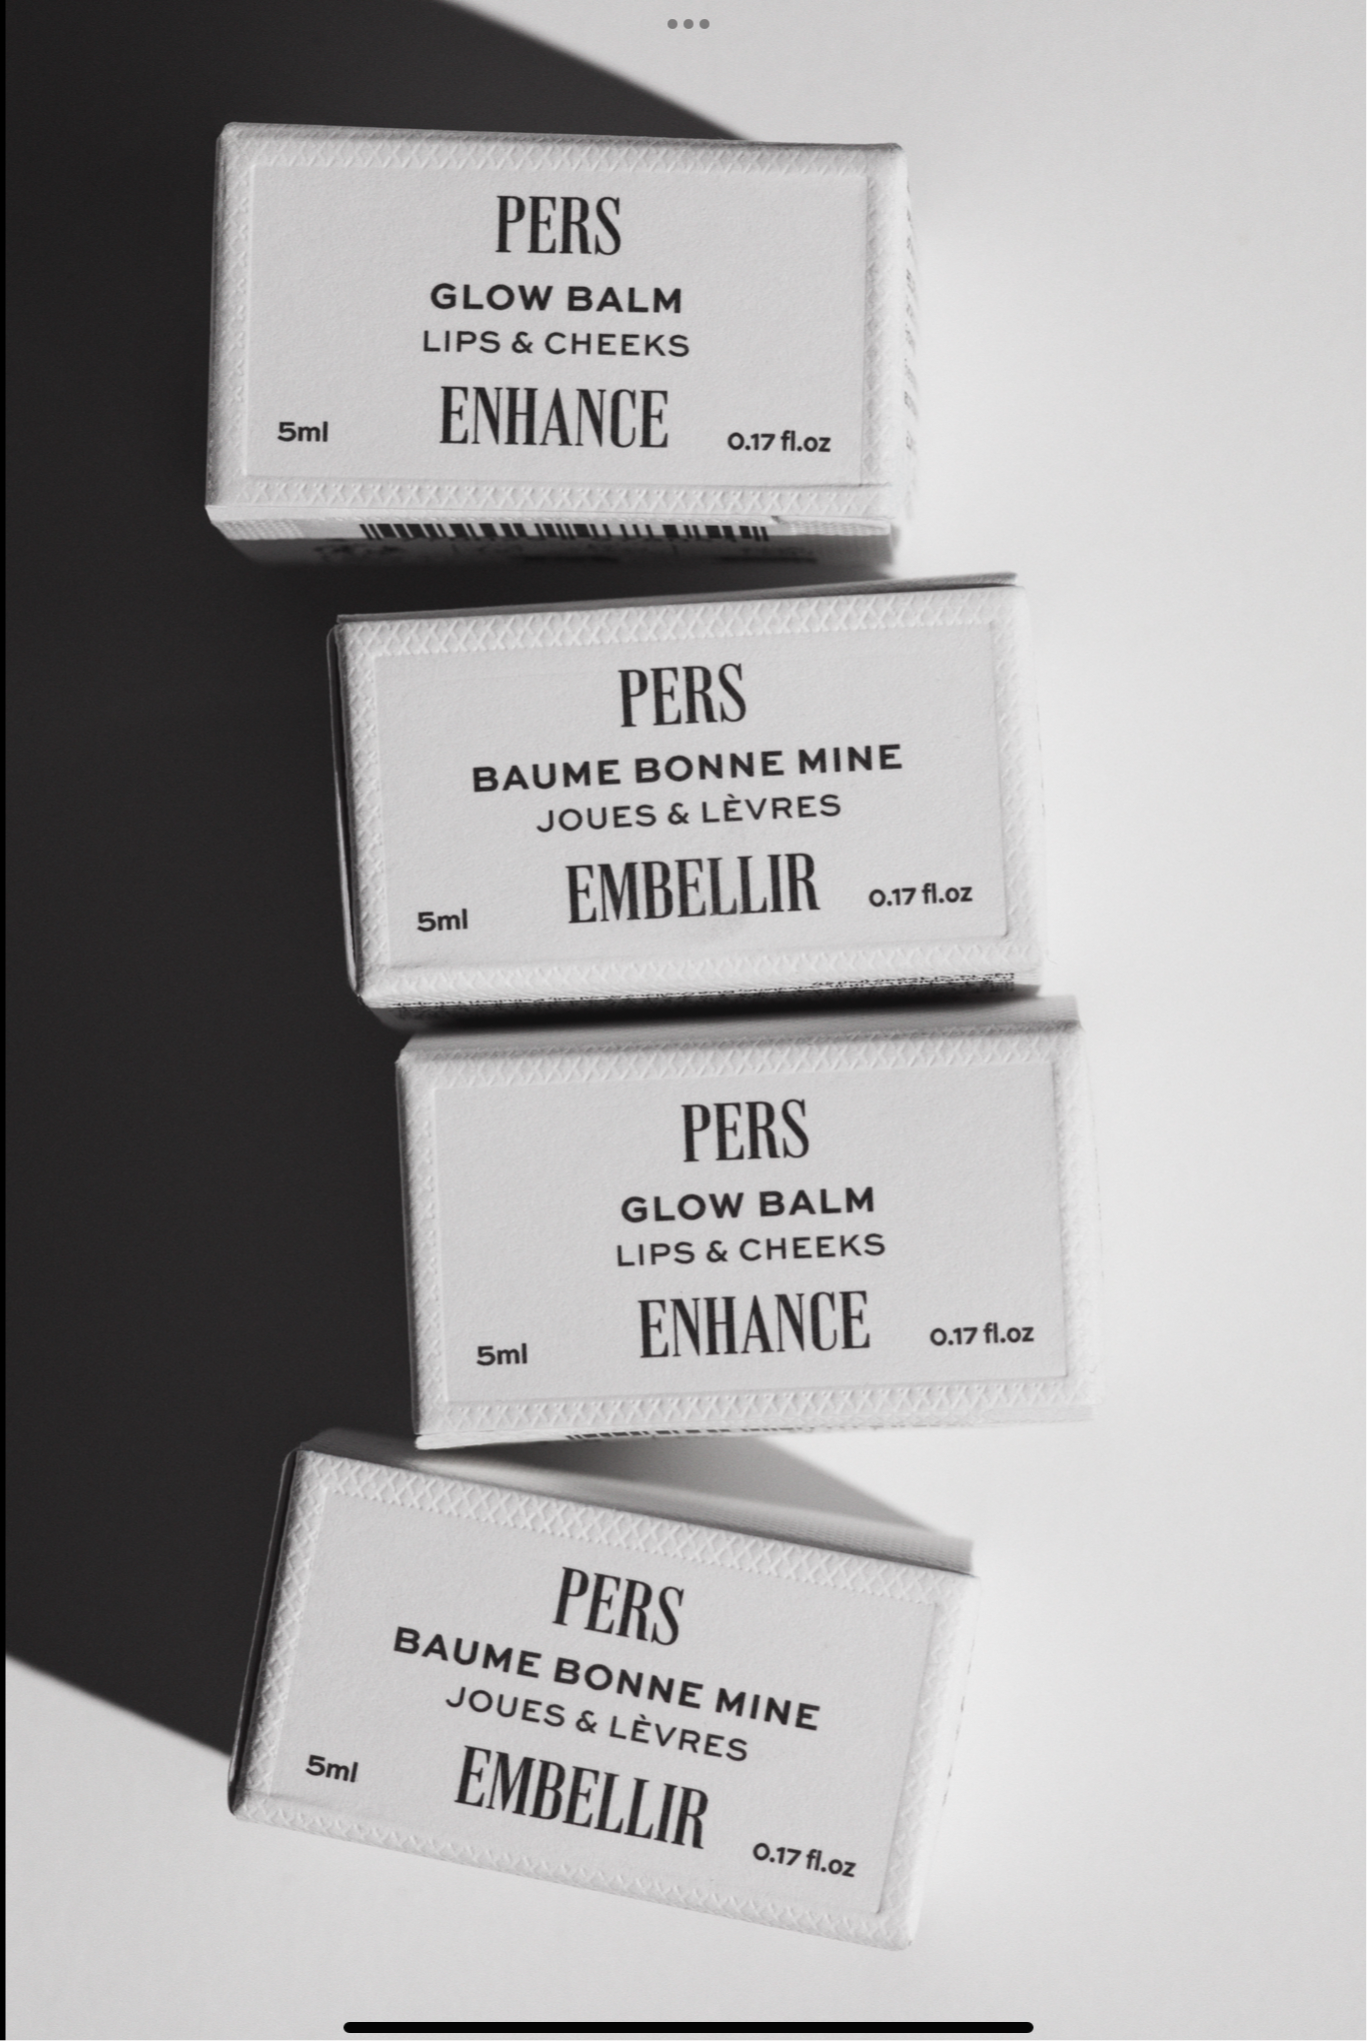 PERS
GLOW BALM
LIPS & CHEEKS
ENHANCE
5ml
0.17 fl.oz
PERS
BAUME BONNE MINE
JOUES & LÈVRES
EMBELLIR
5ml
0.17 fl.oz
PERS
GLOW BALM
LIPS & CHEEKS
ENHANCE
5ml
0.17 fl.oz
PERS
BAUME BONNE MINE
JOUES & LÈVRES
EMBELLIR
5ml
0.17 fl.oz